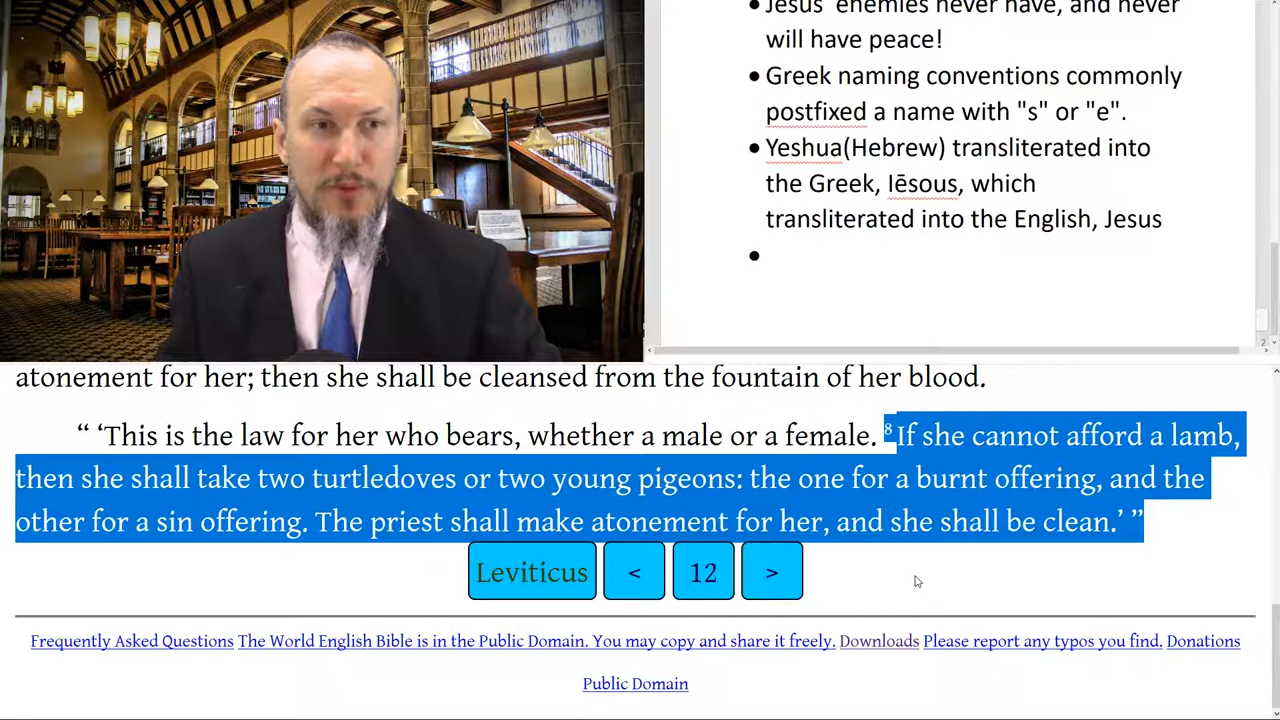 • Jesus' enemies never have, and never
will have peace!
• Greek naming conventions commonly
postfixed a name with "s" or "e".
• Yeshua(Hebrew) transliterated into
the Greek, Iēsous, which
transliterated into the English, Jesus
•
atonement for her; then she shall be cleansed from the fountain of her blood.
“ ‘This is the law for her who bears, whether a male or a female. 8 If she cannot afford a lamb,
then she shall take two turtledoves or two young pigeons: the one for a burnt offering, and the
other for a sin offering. The priest shall make atonement for her, and she shall be clean.’ ”
Leviticus < 12 >
Frequently Asked Questions The World English Bible is in the Public Domain. You may copy and share it freely. Downloads Please report any typos you find. Donations
Public Domain